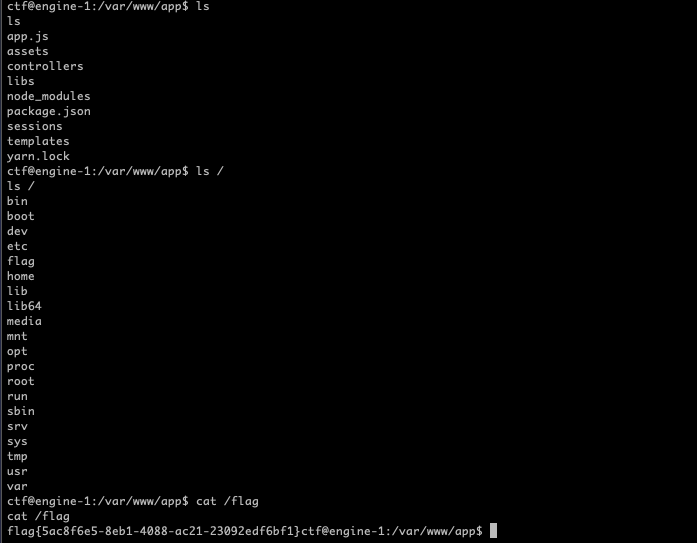 ctf@engine-1:/var/www/app$ ls
ls
app.js
assets
controllers
libs
node_modules
package.json
sessions
templates
yarn.lock
ctf@engine-1:/var/www/app$ ls /
ls /
bin
boot
dev
etc
flag
home
lib
lib64
media
mnt
opt
proc
root
run
sbin
srv
sys
tmp
usr
var
ctf@engine-1:/var/www/app$ cat /flag
cat /flag
flag{5ac8f6e5-8eb1-4088-ac21-23092edf6bf1}ctf@engine-1:/var/www/app$